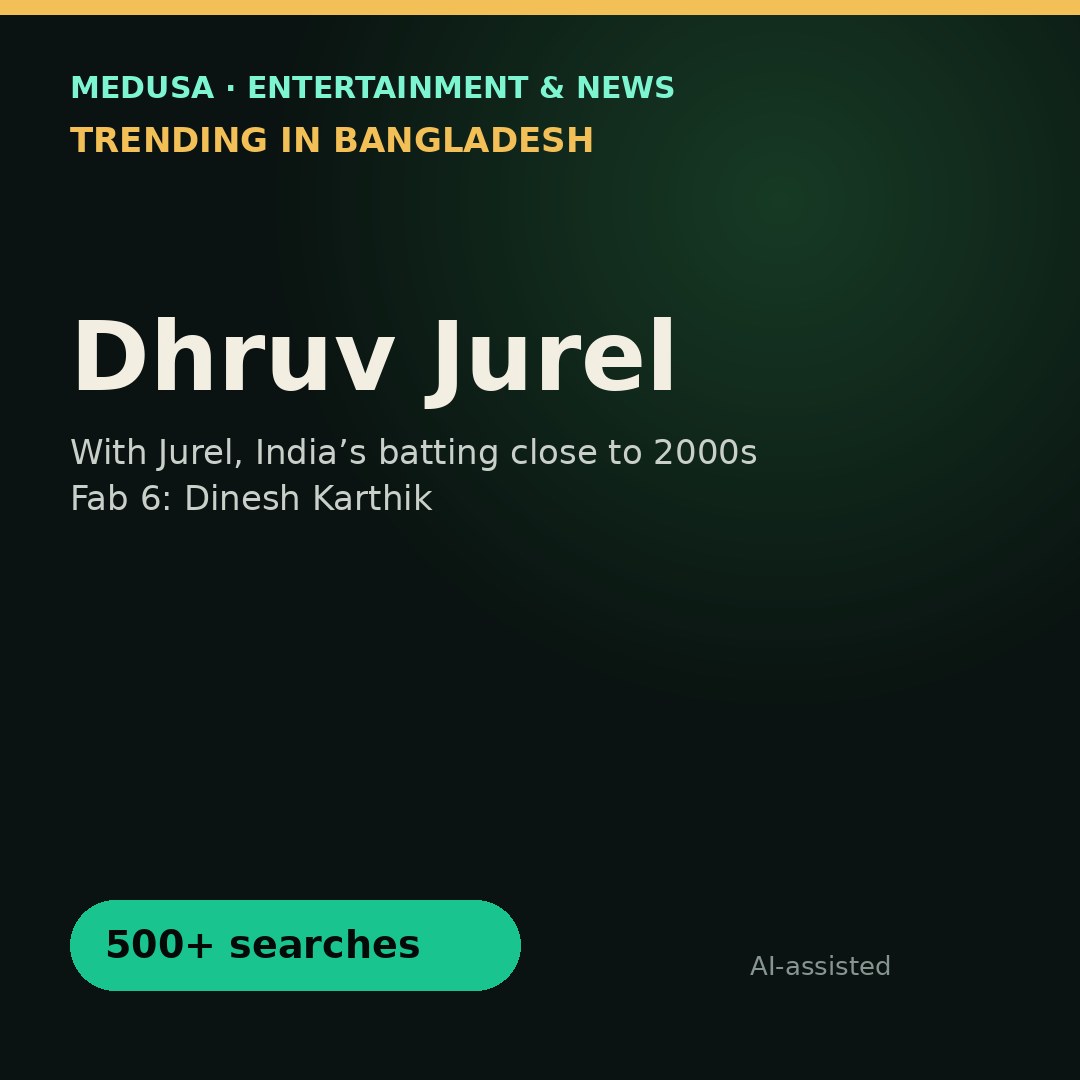 MEDUSA · ENTERTAINMENT & NEWS
TRENDING IN BANGLADESH
Dhruv Jurel
With Jurel, India’s batting close to 2000s
Fab 6: Dinesh Karthik
500+ searches
AI-assisted